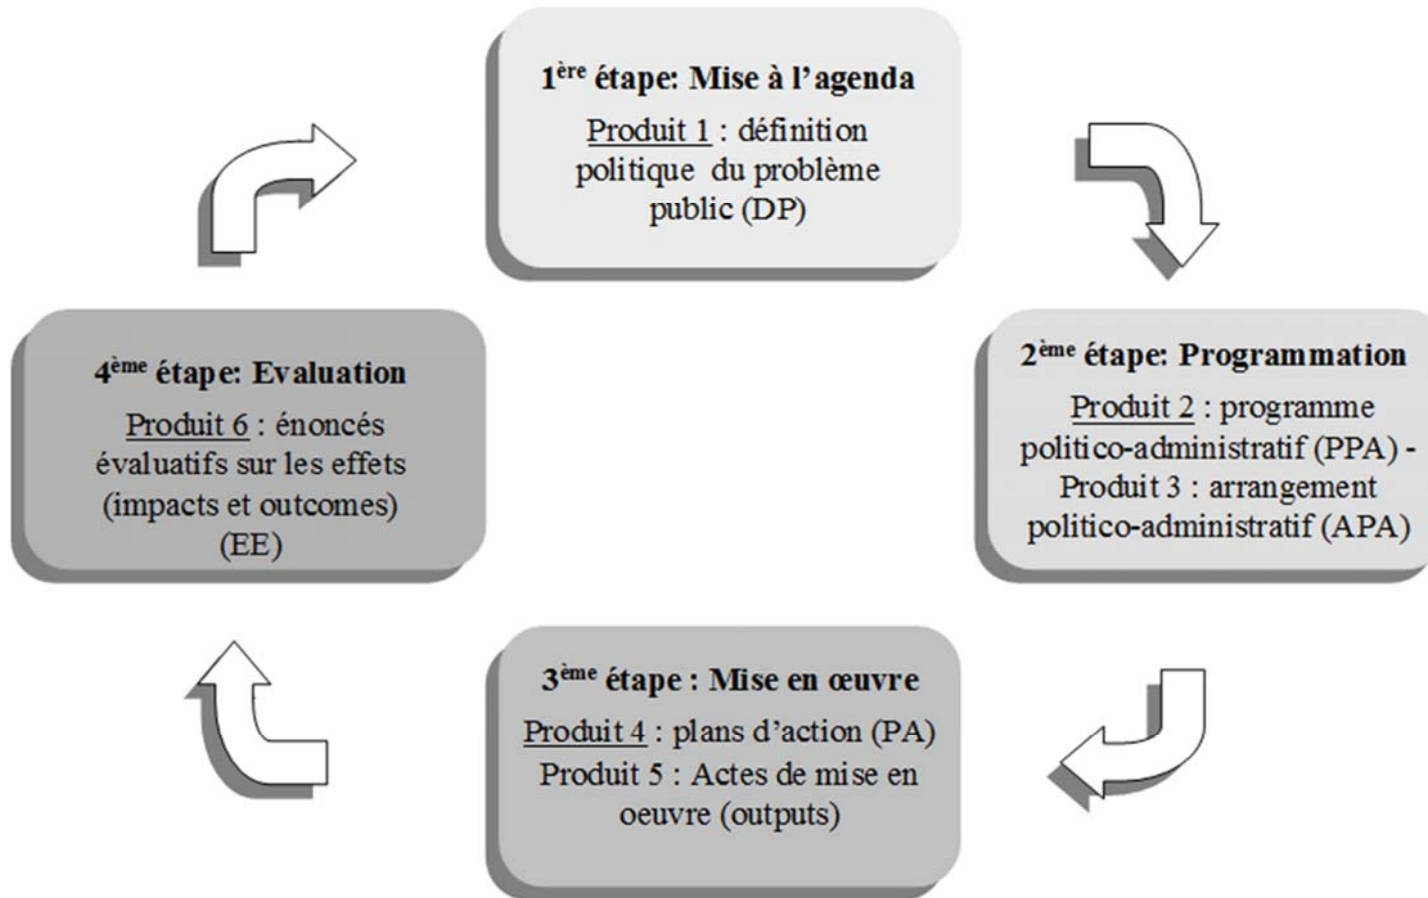 1ère étape: Mise à l'agenda
Produit 1 : définition
politique du problème
public (DP)
2ème étape: Programmation
Produit 2 : programme
politico-administratif (PPA) -
Produit 3 : arrangement
politico-administratif (APA)
3ème étape : Mise en œuvre
Produit 4 : plans d'action (PA)
Produit 5 : Actes de mise en
oeuvre (outputs)
4ème étape: Evaluation
Produit 6 : énoncés
évaluatifs sur les effets
(impacts et outcomes)
(EE)